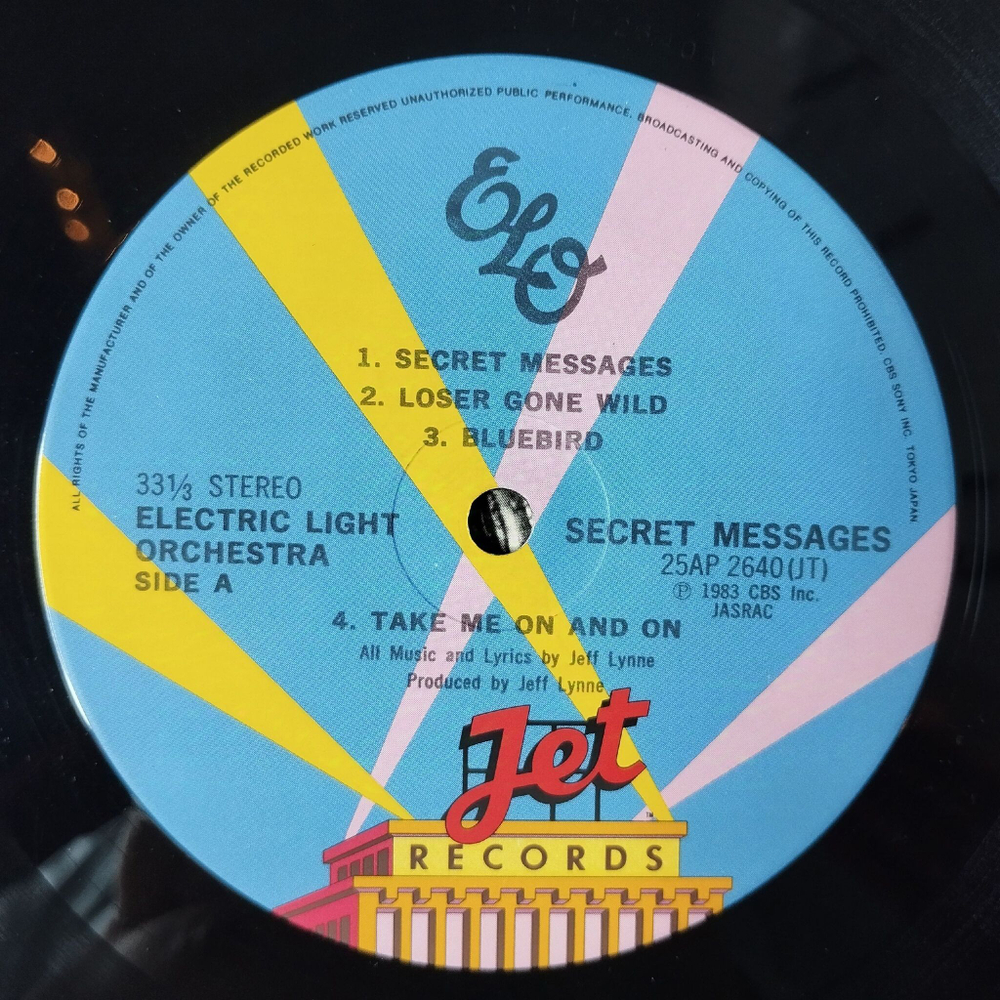 ALL RIGHTS OF THE MANUFACTURER AND OF THE OWNER OF THE RECORDED WORK RESERVED UNAUTHORIZED PUBLIC PERFORMANCE, BROADCASTING AND COPYING OF THIS RECORD PROHIBITED. CBS SONY INC. TOKYO JAPAN
ELO
1. SECRET MESSAGES
2. LOSER GONE WILD
3. BLUEBIRD
33⅓ STEREO
ELECTRIC LIGHT
ORCHESTRA
SIDE A
SECRET MESSAGES
25AP 2640(JT)
℗ 1983 CBS Inc.
JASRAC
4. TAKE ME ON AND ON
All Music and Lyrics by Jeff Lynne
Produced by Jeff Lynne
Jet
TM
RECORDS